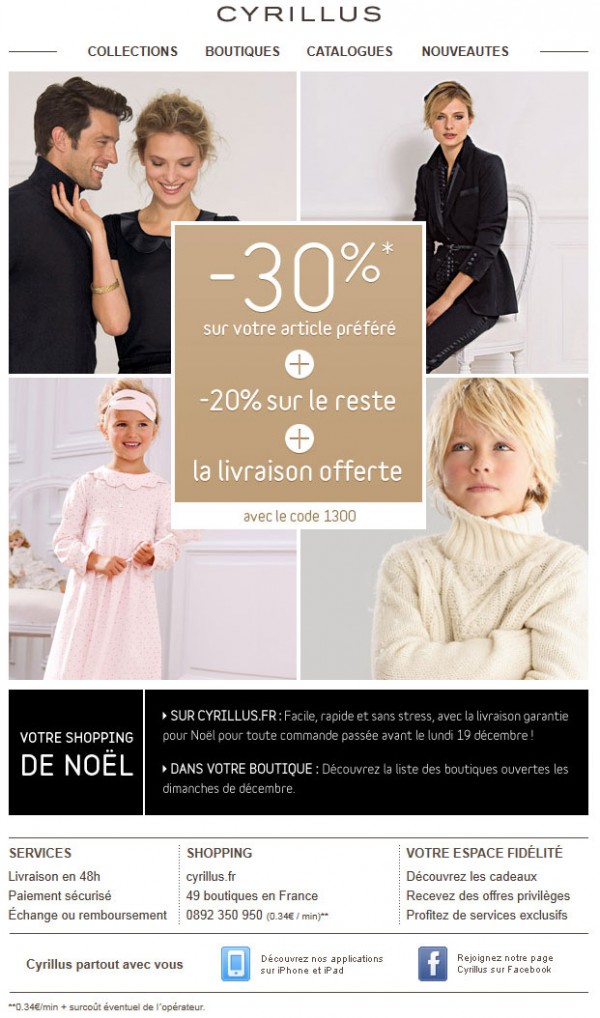 CYRILLUS
COLLECTIONS BOUTIQUES CATALOGUES NOUVEAUTES
-30%*
sur votre article préféré
+
-20% sur le reste
+
la livraison offerte
avec le code 1300
VOTRE SHOPPING
DE NOËL
SUR CYRILLUS.FR : Facile, rapide et sans stress, avec la livraison garantie
pour Noël pour toute commande passée avant le lundi 19 décembre !
DANS VOTRE BOUTIQUE : Découvrez la liste des boutiques ouvertes les
dimanches de décembre.
SERVICES
Livraison en 48h
Paiement sécurisé
Échange ou remboursement
SHOPPING
cyrillus.fr
49 boutiques en France
0892 350 950 (0.34€ / min)**
VOTRE ESPACE FIDÉLITÉ
Découvrez les cadeaux
Recevez des offres privilèges
Profitez de services exclusifs
Cyrillus partout avec vous
Découvrez nos applications
sur iPhone et iPad
f
Rejoignez notre page
Cyrillus sur Facebook
**0.34€/min + surcoût éventuel de l´opérateur.